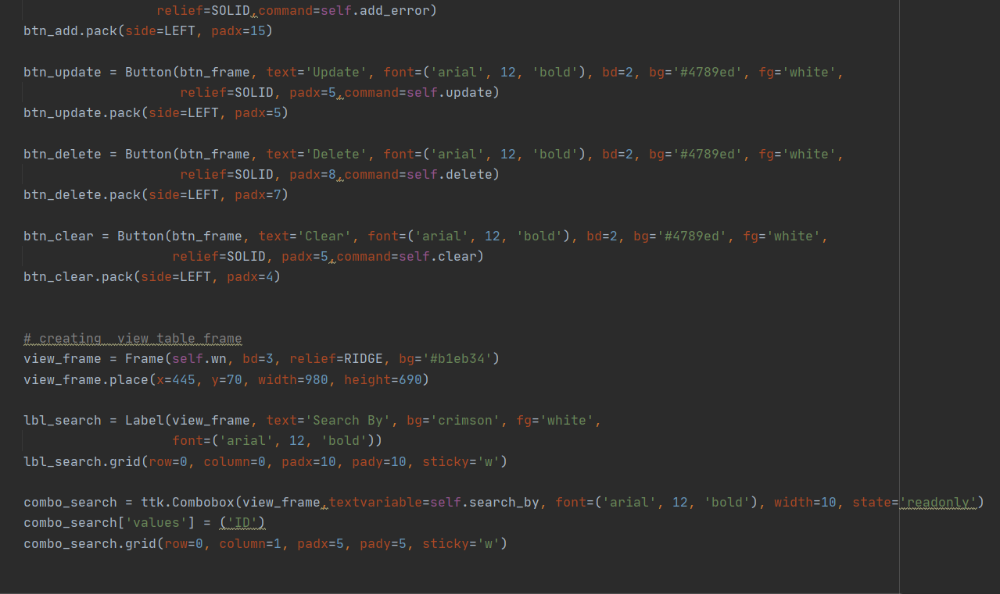 relief=SOLID,command=self.add_error)
btn_add.pack(side=LEFT, padx=15)
btn_update = Button(btn_frame, text='Update', font=('arial', 12, 'bold'), bd=2, bg='#4789ed', fg='white',
relief=SOLID, padx=5,command=self.update)
btn_update.pack(side=LEFT, padx=5)
btn_delete = Button(btn_frame, text='Delete', font=('arial', 12, 'bold'), bd=2, bg='#4789ed', fg='white',
relief=SOLID, padx=8,command=self.delete)
btn_delete.pack(side=LEFT, padx=7)
btn_clear = Button(btn_frame, text='Clear', font=('arial', 12, 'bold'), bd=2, bg='#4789ed', fg='white',
relief=SOLID, padx=5,command=self.clear)
btn_clear.pack(side=LEFT, padx=4)
# creating  view table frame
view_frame = Frame(self.wn, bd=3, relief=RIDGE, bg='#b1eb34')
view_frame.place(x=445, y=70, width=980, height=690)
lbl_search = Label(view_frame, text='Search By', bg='crimson', fg='white',
font=('arial', 12, 'bold'))
lbl_search.grid(row=0, column=0, padx=10, pady=10, sticky='w')
combo_search = ttk.Combobox(view_frame,textvariable=self.search_by, font=('arial', 12, 'bold'), width=10, state='readonly')
combo_search['values'] = ('ID')
combo_search.grid(row=0, column=1, padx=5, pady=5, sticky='w')